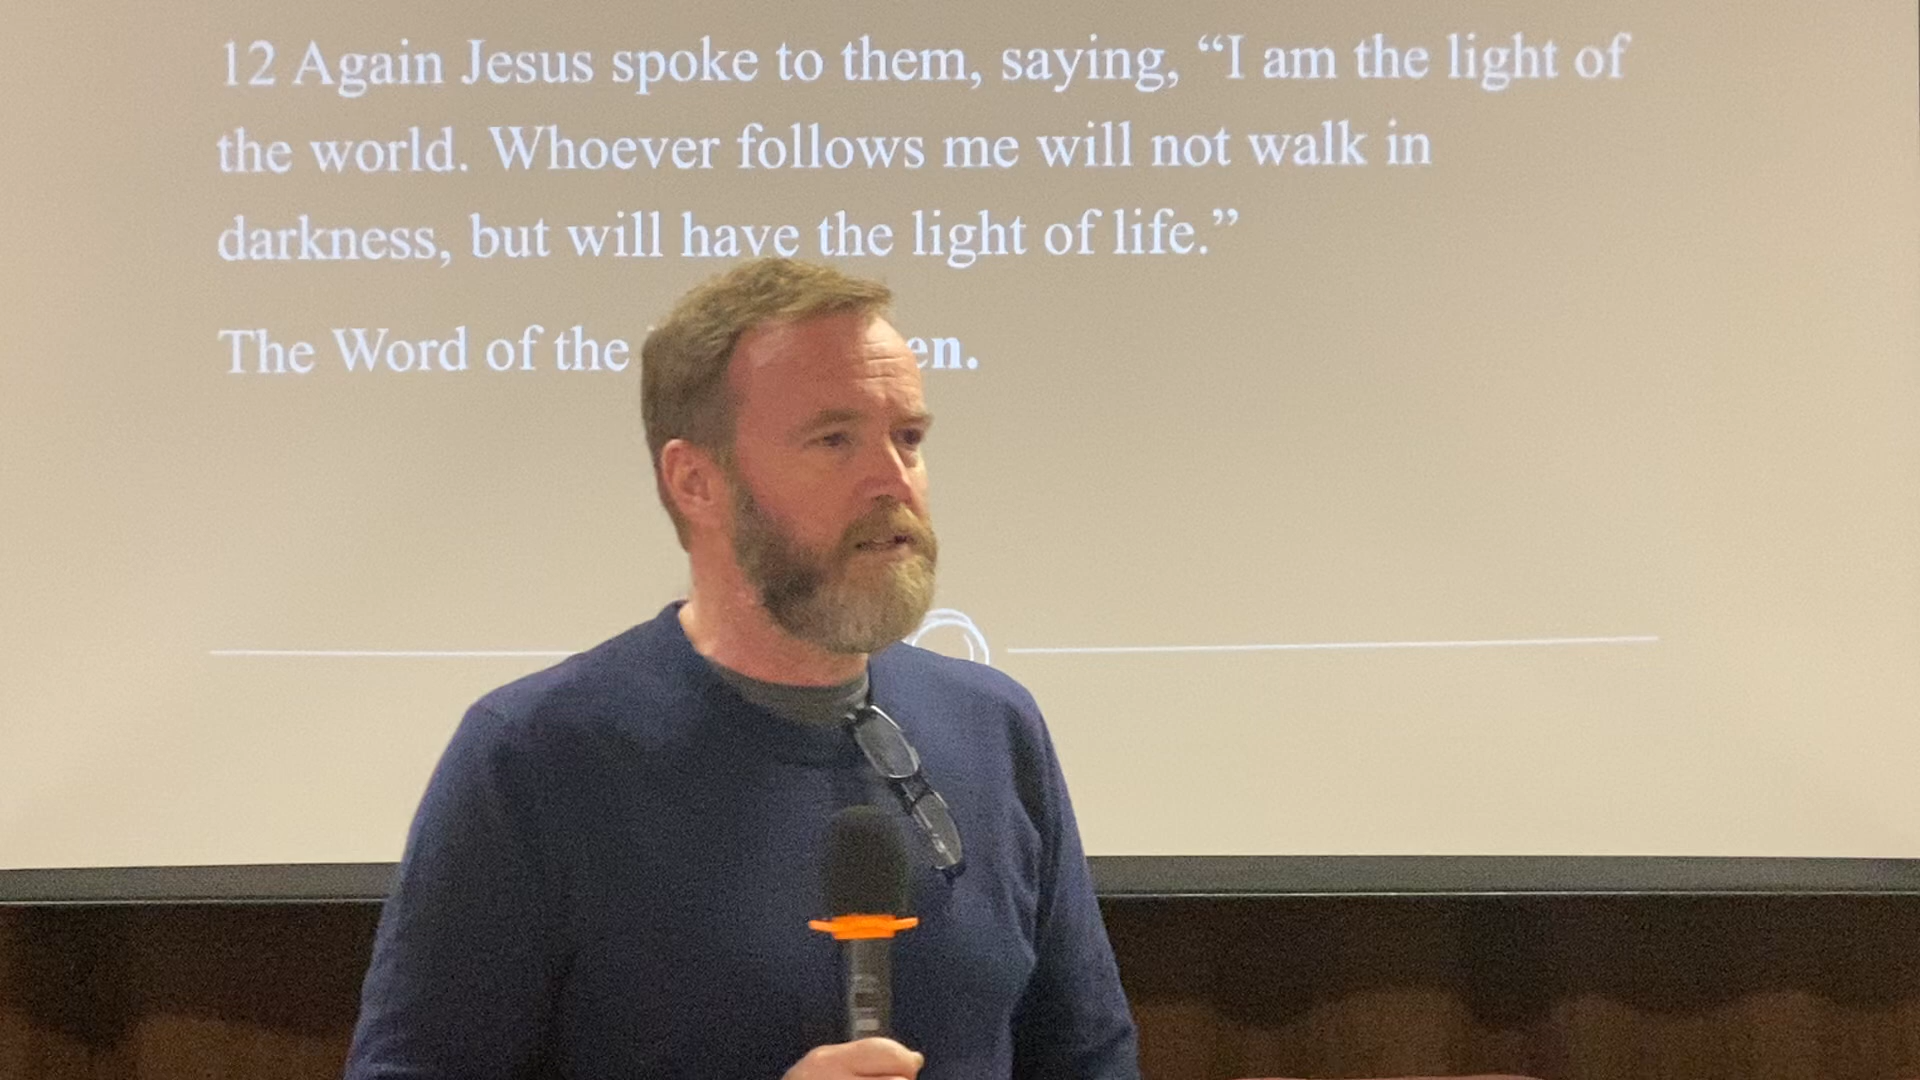 12 Again Jesus spoke to them, saying, “I am the light of
the world. Whoever follows me will not walk in
darkness, but will have the light of life.”
The Word of the